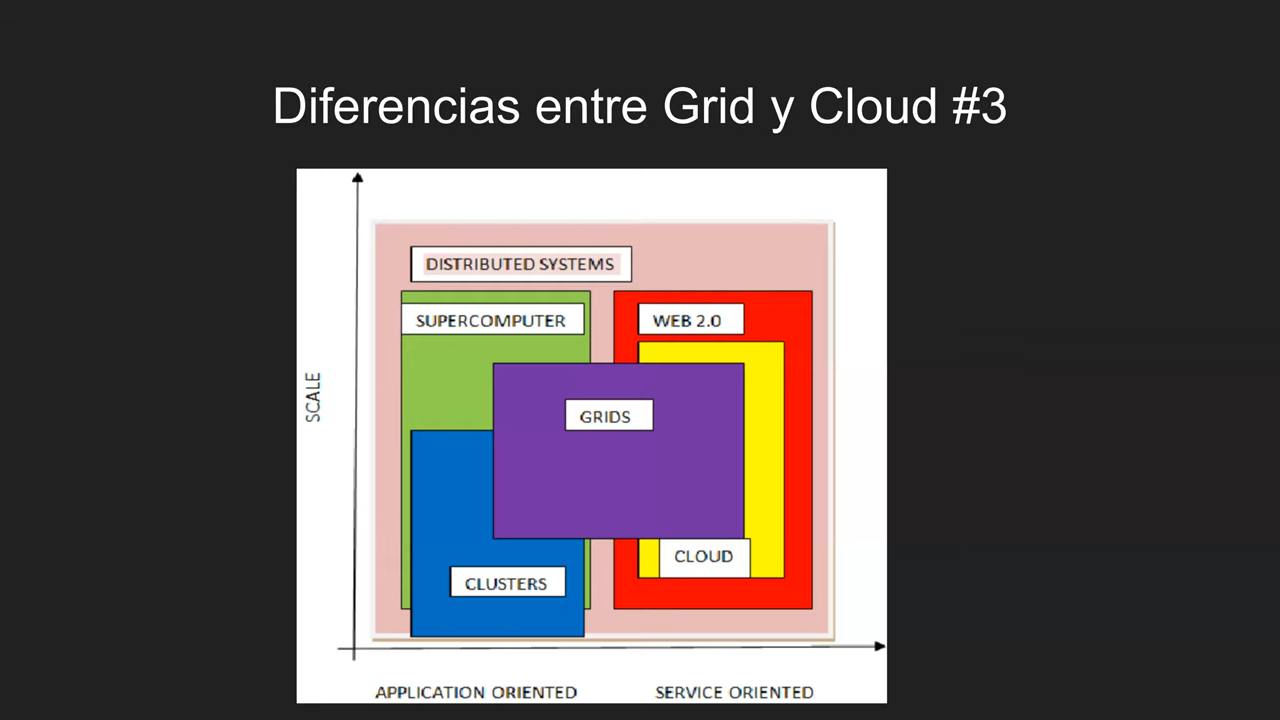 Diferencias entre Grid y Cloud #3
DISTRIBUTED SYSTEMS
SUPERCOMPUTER
WEB 2.0
SCALE
GRIDS
CLOUD
CLUSTERS
APPLICATION ORIENTED
SERVICE ORIENTED